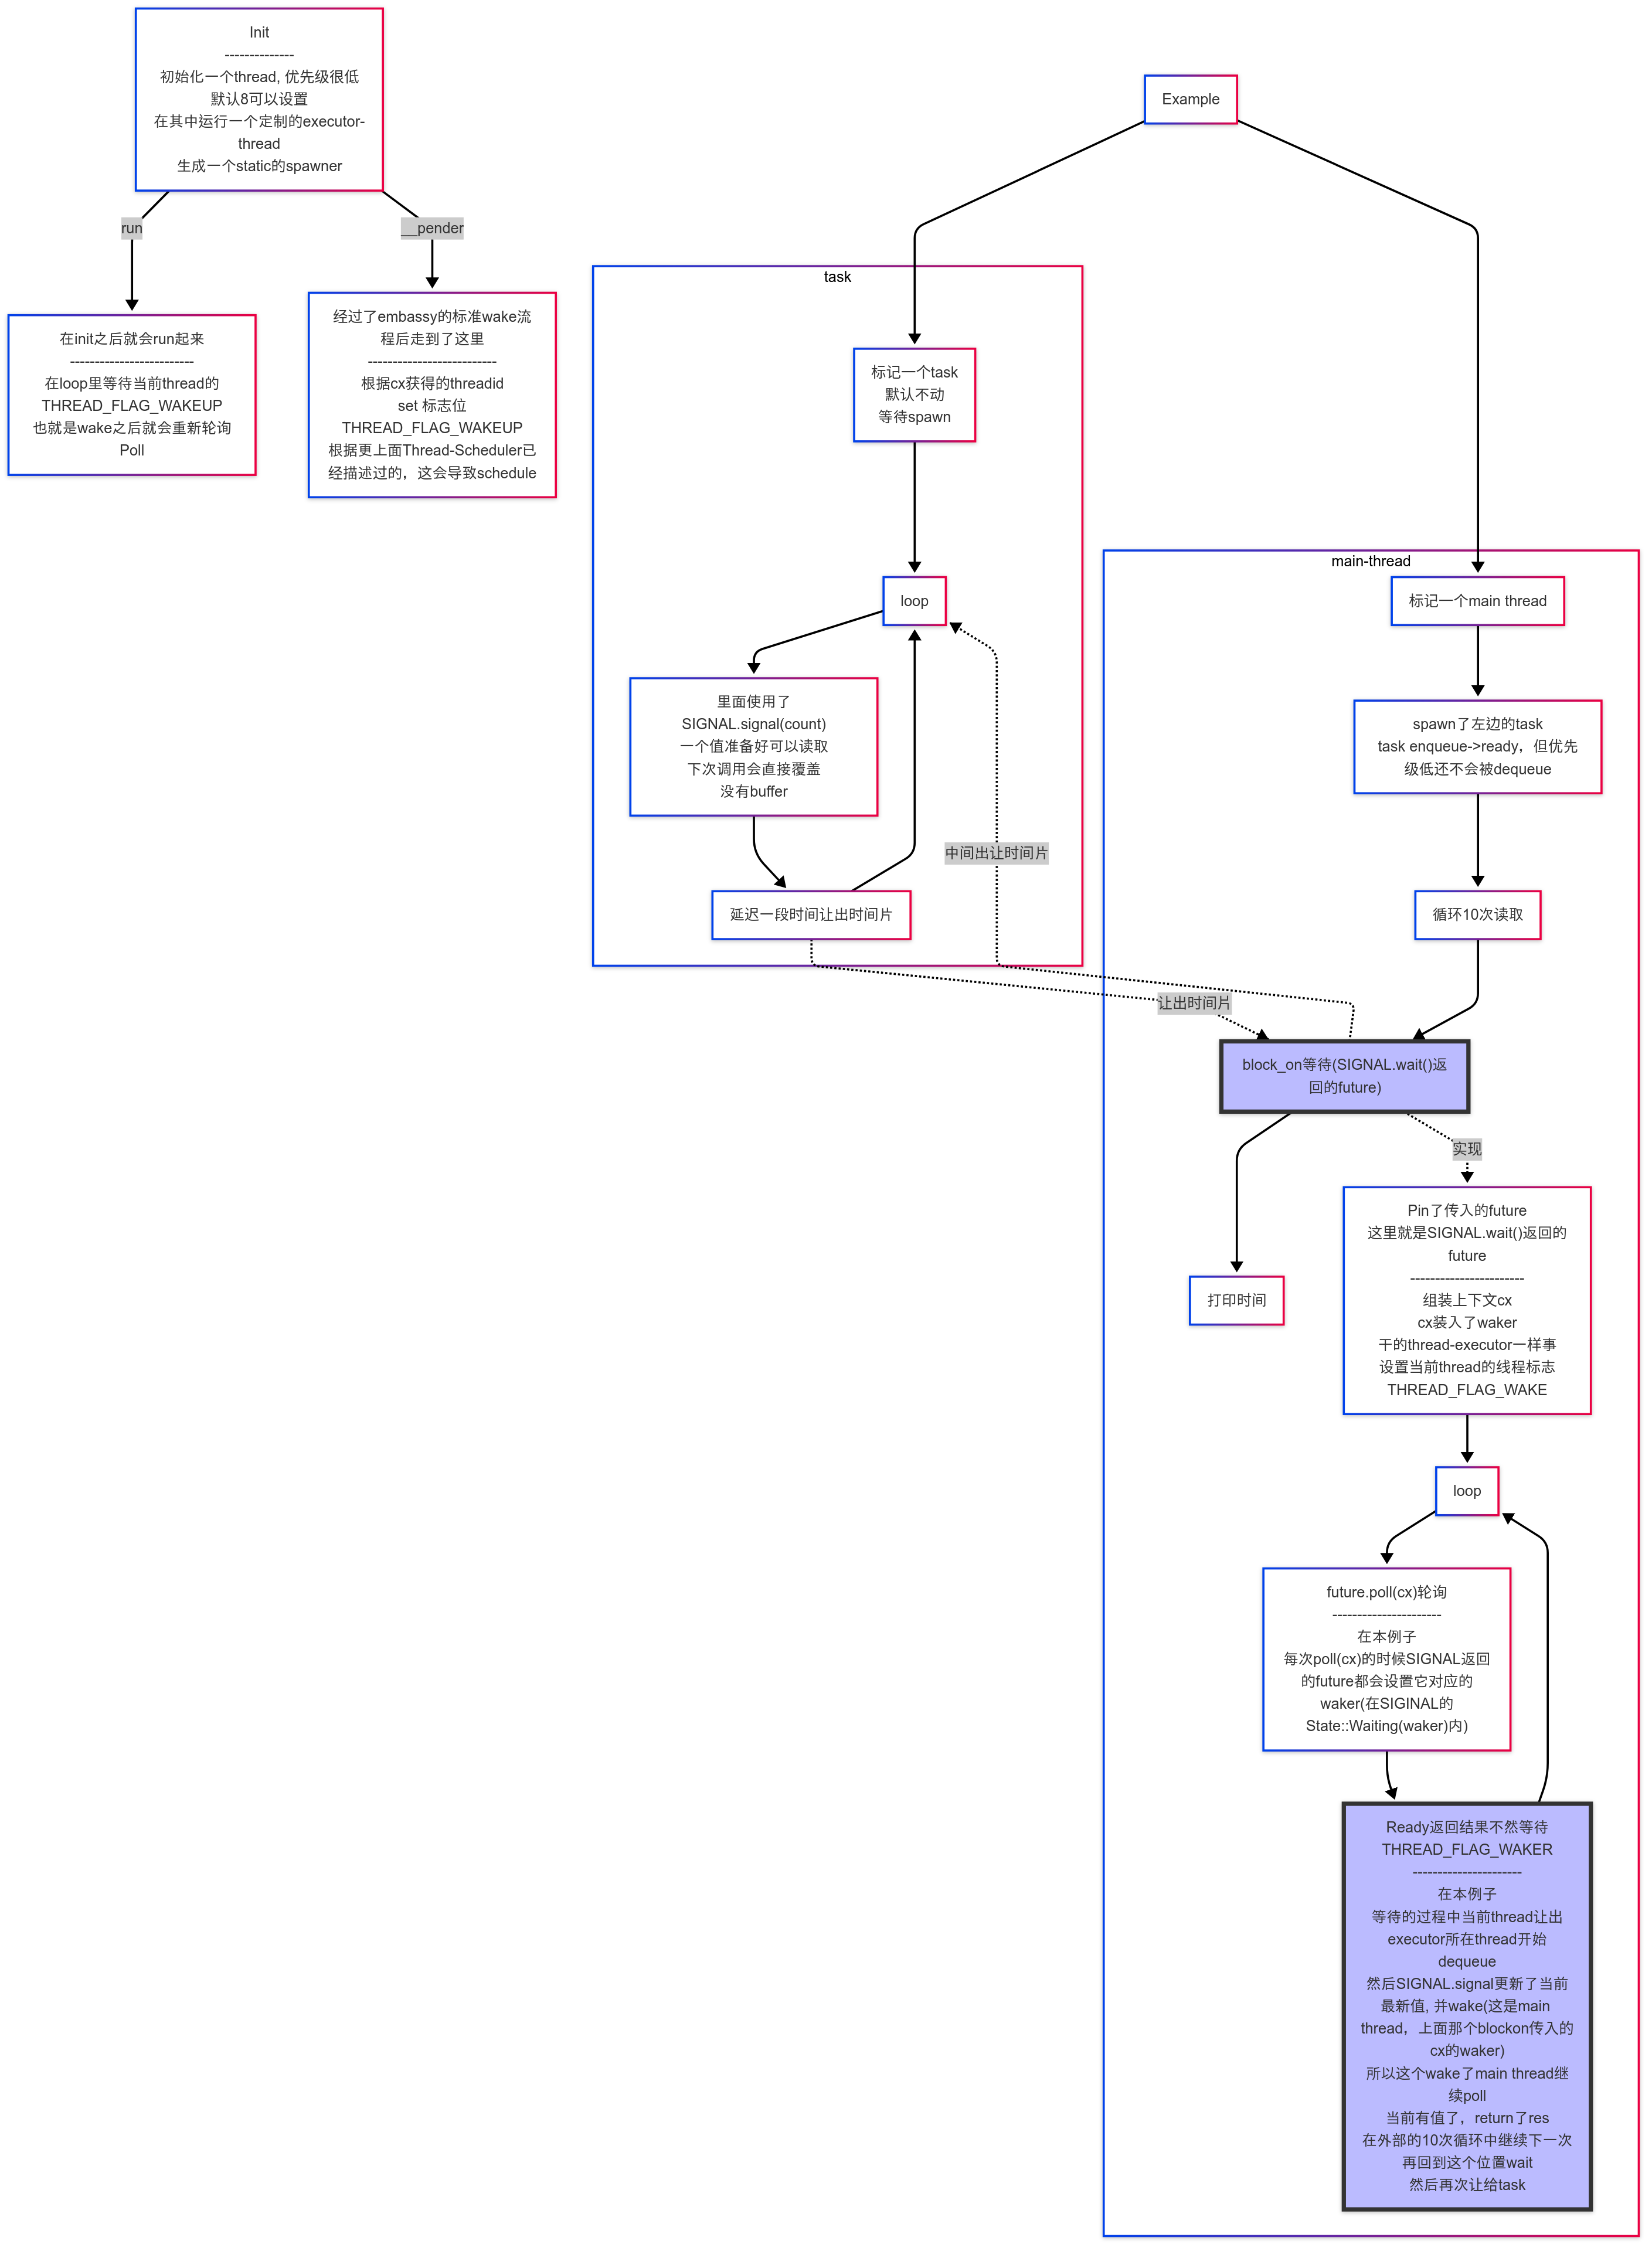 Init
--------------
初始化一个thread, 优先级很低
默认8可以设置
在其中运行一个定制的executor-
thread
生成一个static的spawner
run
__pender
在init之后就会run起来
-------------------------
在loop里等待当前thread的
THREAD_FLAG_WAKEUP
也就是wake之后就会重新轮询
Poll
经过了embassy的标准wake流
程后走到了这里
--------------------------
根据cx获得的threadid
set 标志位
THREAD_FLAG_WAKEUP
根据更上面Thread-Scheduler已
经描述过的，这会导致schedule
Example
task
标记一个task
默认不动
等待spawn
loop
里面使用了
SIGNAL.signal(count)
一个值准备好可以读取
下次调用会直接覆盖
没有buffer
延迟一段时间让出时间片
中间出让时间片
让出时间片
main-thread
标记一个main thread
spawn了左边的task
task enqueue->ready，但优先
级低还不会被dequeue
循环10次读取
block_on等待(SIGNAL.wait()返
回的future)
实现
打印时间
Pin了传入的future
这里就是SIGNAL.wait()返回的
future
-----------------------
组装上下文cx
cx装入了waker
干的thread-executor一样事
设置当前thread的线程标志
THREAD_FLAG_WAKE
loop
future.poll(cx)轮询
----------------------
在本例子
每次poll(cx)的时候SIGNAL返回
的future都会设置它对应的
waker(在SIGINAL的
State::Waiting(waker)内)
Ready返回结果不然等待
THREAD_FLAG_WAKER
----------------------
在本例子
等待的过程中当前thread让出
executor所在thread开始
dequeue
然后SIGNAL.signal更新了当前
最新值, 并wake(这是main
thread，上面那个blockon传入的
cx的waker)
所以这个wake了main thread继
续poll
当前有值了，return了res
在外部的10次循环中继续下一次
再回到这个位置wait
然后再次让给task